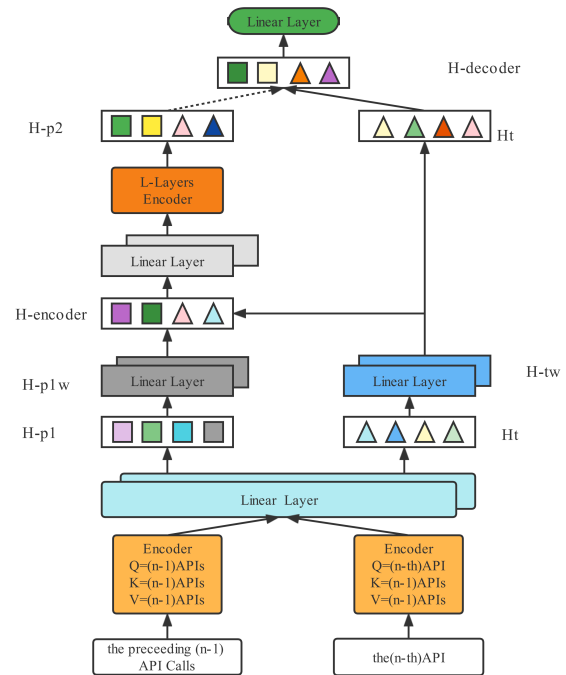 Linear Layer
H-decoder
H-p2
Ht
L-Layers
Encoder
Linear Layer
H-encoder
H-p1w
Linear Layer
Linear Layer
H-tw
H-p1
Ht
Linear Layer
Encoder
Q=(n-1)APIs
K=(n-1)APIs
V=(n-1)APIs
Encoder
Q=(n-th)API
K=(n-1)APIs
V=(n-1)APIs
the preceeding (n-1)
API Calls
the(n-th)API